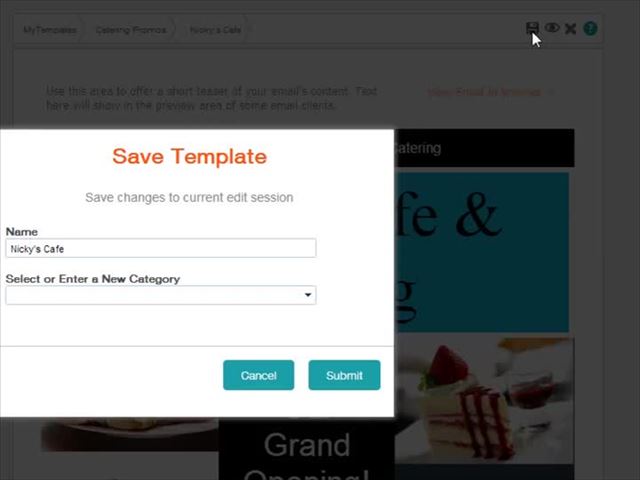 MyTemplates Catering Promos Nicky's Cafe
Use this area to offer a short teaser of your email's content. Text
here will show in the preview area of some email clients.
View Email in browser
Catering
Save Template
Save changes to current edit session
Name
Nicky's Cafe
Select or Enter a New Category
Cancel Submit
fe &
g
Grand
Opening!